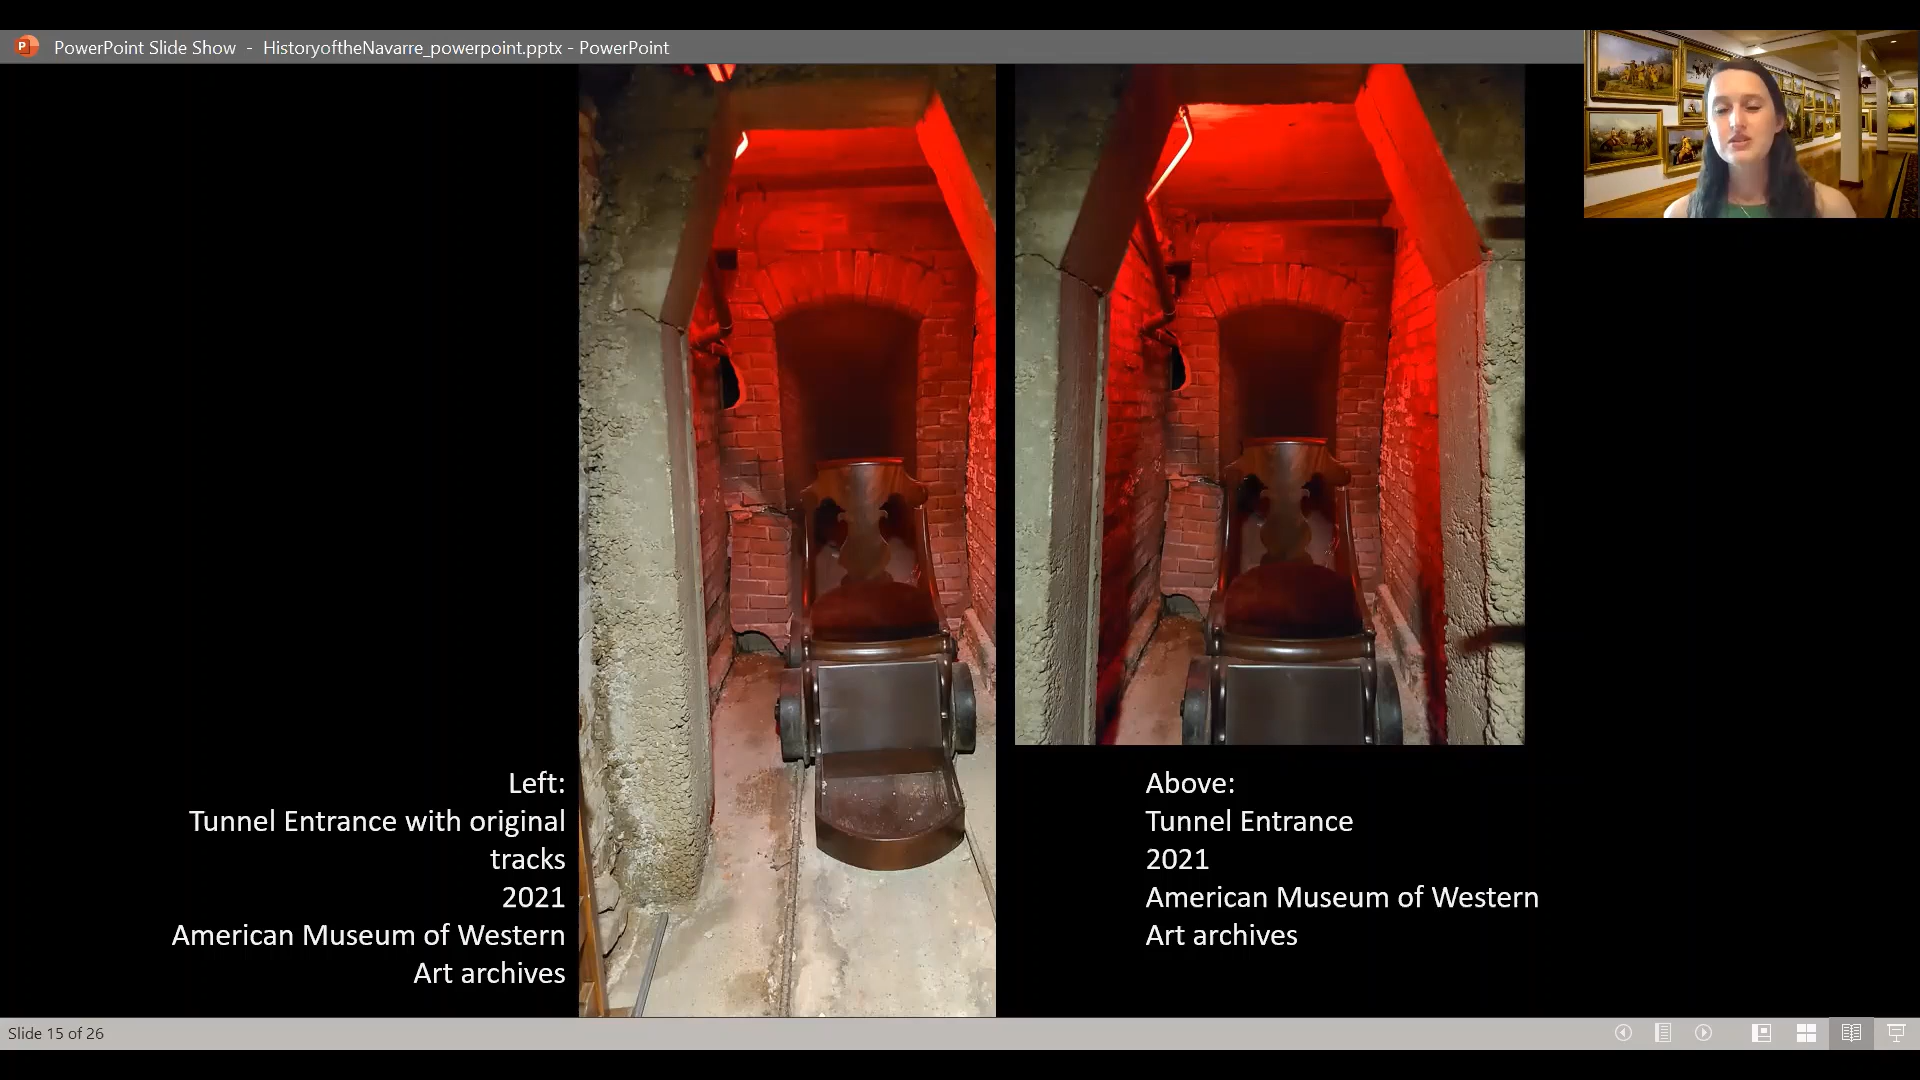 P
PowerPoint Slide Show - HistoryoftheNavarre_powerpoint.pptx - PowerPoint
Left:
Tunnel Entrance with original
tracks
2021
American Museum of Western
Art archives
Above:
Tunnel Entrance
2021
American Museum of Western
Art archives
Slide 15 of 26